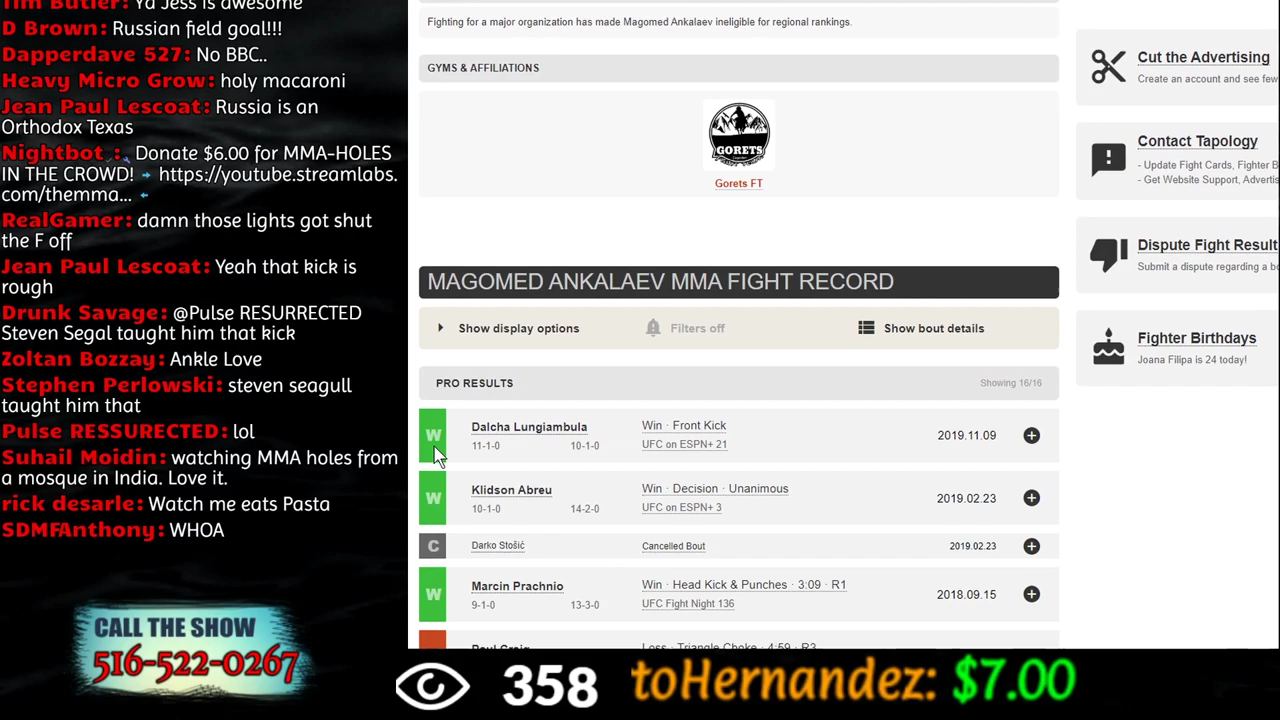 Tim Butler: Ya Jess is awesome
D Brown: Russian field goal!!!
Dapperdave 527: No BBC..
Heavy Micro Grow: holy macaroni
Jean Paul Lescoat: Russia is an
Orthodox Texas
Nightbot : Donate $6.00 for MMA-HOLES
IN THE CROWD! https://youtube.streamlabs.
com/themma...
RealGamer: damn those lights got shut
the F off
Jean Paul Lescoat: Yeah that kick is
rough
Drunk Savage: @Pulse RESURRECTED
Steven Segal taught him that kick
Zoltan Bozzay: Ankle Love
Stephen Perlowski: steven seagull
taught him that
Pulse RESSURECTED: lol
Suhail Moidin: watching MMA holes from
a mosque in India. Love it.
rick desarle: Watch me eats Pasta
SDMFAnthony: WHOA
CALL THE SHOW
516-522-0267
Fighting for a major organization has made Magomed Ankalaev ineligible for regional rankings.
GYMS & AFFILIATIONS
GORETS
Gorets FT
MAGOMED ANKALAEV MMA FIGHT RECORD
Show display options Filters off Show bout details
PRO RESULTS Showing 16/16
W Dalcha Lungiambula Win · Front Kick 2019.11.09
11-1-0 10-1-0 UFC on ESPN+ 21
W Klidson Abreu Win · Decision · Unanimous 2019.02.23
10-1-0 14-2-0 UFC on ESPN+ 3
C Darko Stošić Cancelled Bout 2019.02.23
W Marcin Prachnio Win · Head Kick & Punches · 3:09 · R1 2018.09.15
9-1-0 13-3-0 UFC Fight Night 136
Paul Craig Loss · Triangle Choke · 4:59 · R3
Cut the Advertising
Create an account and see few
Contact Tapology
- Update Fight Cards, Fighter B
- Get Website Support, Advertis
Dispute Fight Result
Submit a dispute regarding a bo
Fighter Birthdays
Joana Filipa is 24 today!
358 toHernandez: $7.00